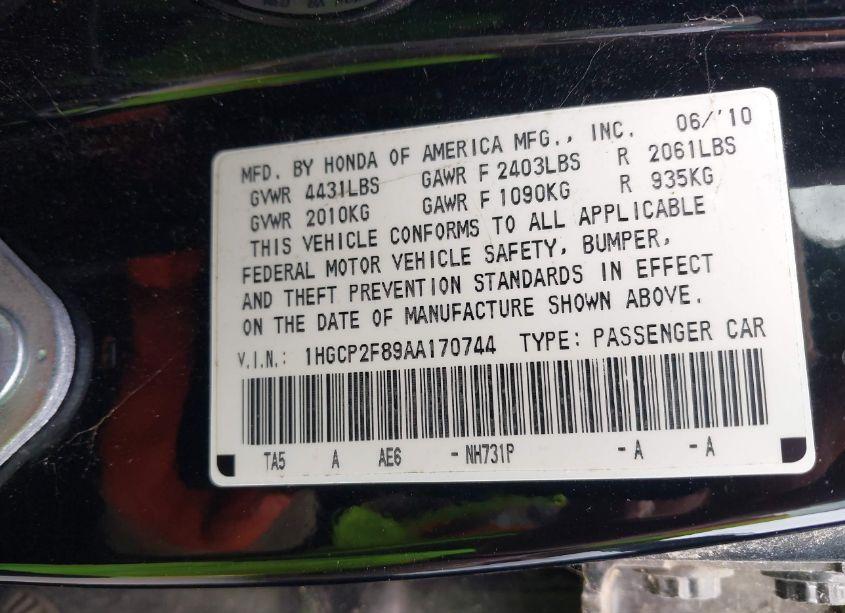 MFD. BY HONDA OF AMERICA MFG., INC. 06/'10
GVWR 4431LBS GAWR F 2403LBS R 2061LBS
GVWR 2010KG GAWR F 1090KG R 935KG
THIS VEHICLE CONFORMS TO ALL APPLICABLE
FEDERAL MOTOR VEHICLE SAFETY, BUMPER,
AND THEFT PREVENTION STANDARDS IN EFFECT
ON THE DATE OF MANUFACTURE SHOWN ABOVE.
V.I.N.: 1HGCP2F89AA170744 TYPE: PASSENGER CAR
TA5 A AE6 - NH731P - A - A